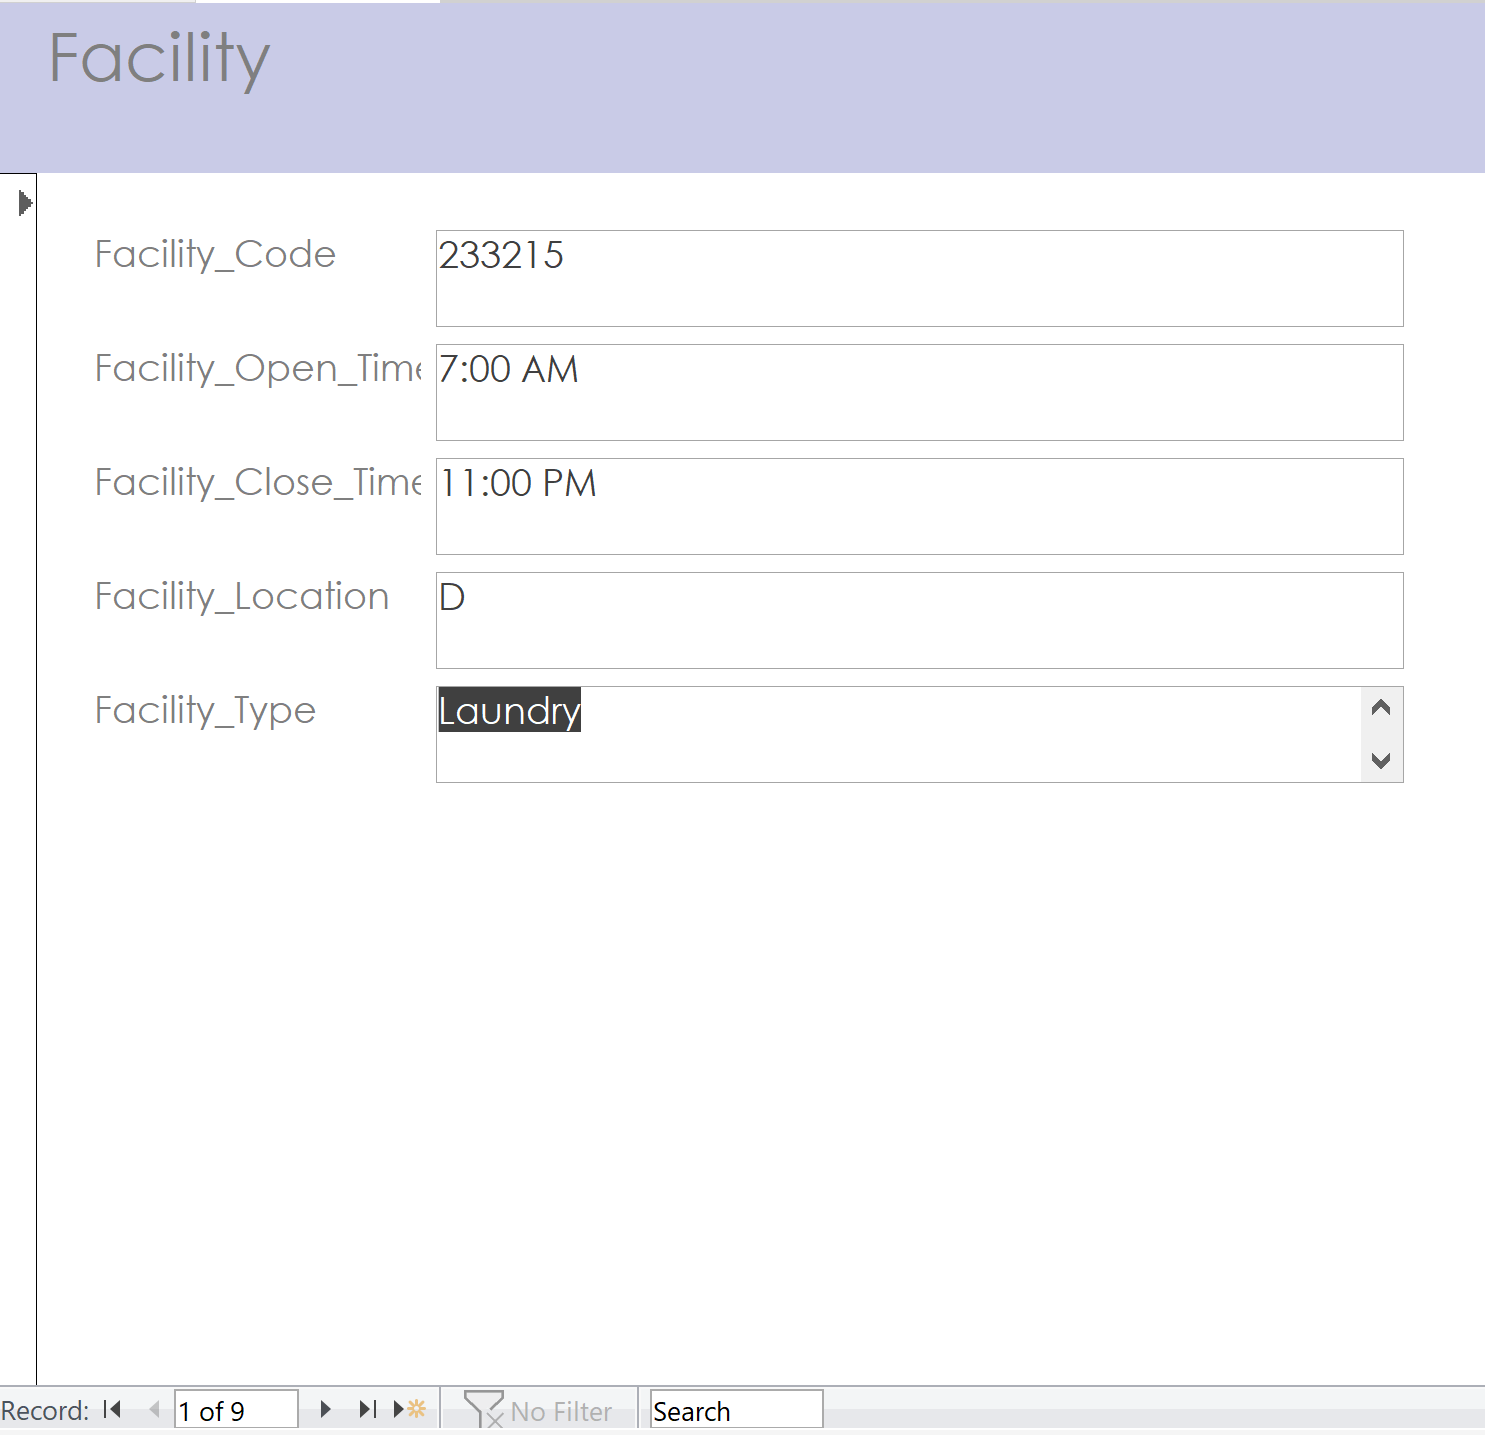 Facility
Facility_Code 233215
Facility_Open_Time 7:00 AM
Facility_Close_Time 11:00 PM
Facility_Location D
Facility_Type Laundry
Record: 1 of 9 No Filter Search